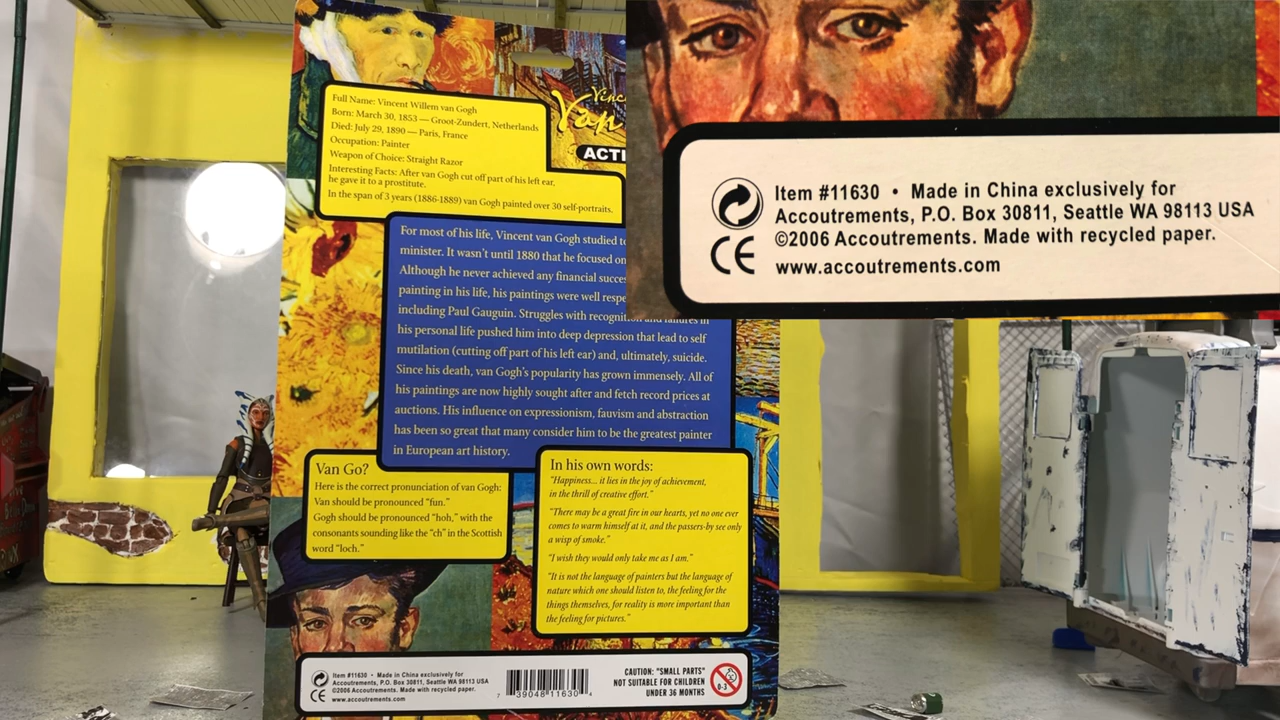 Full Name: Vincent Willem van Gogh
Born: March 30, 1853 — Groot-Zundert, Netherlands
Died: July 29, 1890 — Paris, France
Occupation: Painter
Weapon of Choice: Straight Razor
Interesting Facts: After van Gogh cut off part of his left ear,
he gave it to a prostitute.
In the span of 3 years (1886-1889) van Gogh painted over 30 self-portraits.
Vinc
Van
ACTI
For most of his life, Vincent van Gogh studied to
minister. It wasn't until 1880 that he focused on
Although he never achieved any financial succes
painting in his life, his paintings were well respe
including Paul Gauguin. Struggles with recognition and failures in
his personal life pushed him into deep depression that lead to self
mutilation (cutting off part of his left ear) and, ultimately, suicide.
Since his death, van Gogh's popularity has grown immensely. All of
his paintings are now highly sought after and fetch record prices at
auctions. His influence on expressionism, fauvism and abstraction
has been so great that many consider him to be the greatest painter
in European art history.
Van Go?
Here is the correct pronunciation of van Gogh:
Van should be pronounced "fun."
Gogh should be pronounced "hoh," with the
consonants sounding like the "ch" in the Scottish
word "loch."
In his own words:
"Happiness... it lies in the joy of achievement,
in the thrill of creative effort."
"There may be a great fire in our hearts, yet no one ever
comes to warm himself at it, and the passers-by see only
a wisp of smoke."
"I wish they would only take me as I am."
"It is not the language of painters but the language of
nature which one should listen to, the feeling for the
things themselves, for reality is more important than
the feeling for pictures."
Item #11630 • Made in China exclusively for
Accoutrements, P.O. Box 30811, Seattle WA 98113 USA
©2006 Accoutrements. Made with recycled paper.
www.accoutrements.com
7 39048 11630 4
CAUTION: "SMALL PARTS"
NOT SUITABLE FOR CHILDREN
UNDER 36 MONTHS
0-3
Item #11630 • Made in China exclusively for
Accoutrements, P.O. Box 30811, Seattle WA 98113 USA
©2006 Accoutrements. Made with recycled paper.
www.accoutrements.com
CE